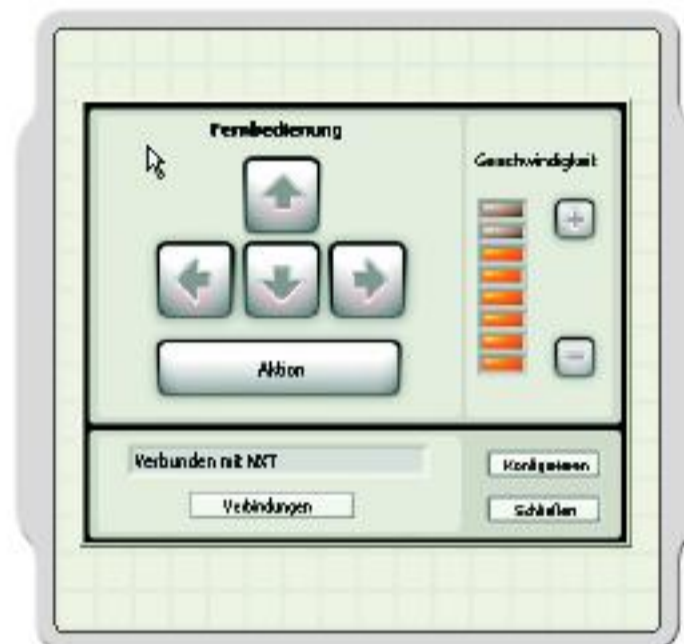 Fernbedienung
Geschwindigkeit
+
-
Aktion
Verbunden mit NXT
Verbindungen
Konfigurieren
Schließen